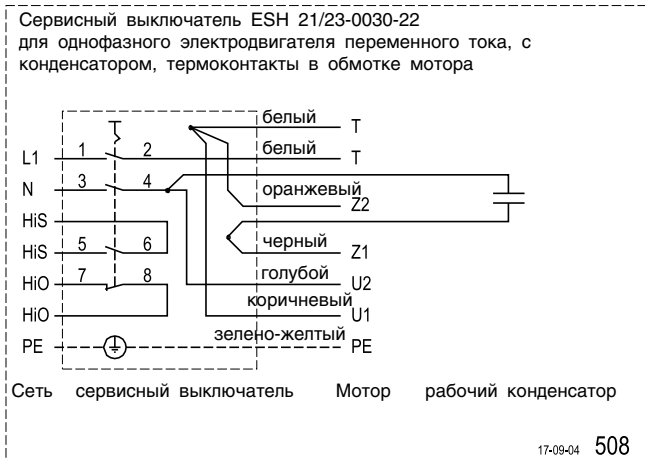 Сервисный выключатель ESH 21/23-0030-22
для однофазного электродвигателя переменного тока, с
конденсатором, термоконтакты в обмотке мотора
белый T
L1 1 2 белый T
N 3 4 оранжевый Z2
HiS
HiS 5 6 черный Z1
HiO 7 8 голубой U2
HiO коричневый U1
PE зелено-желтый PE
Сеть сервисный выключатель Мотор рабочий конденсатор
17-09-04 508